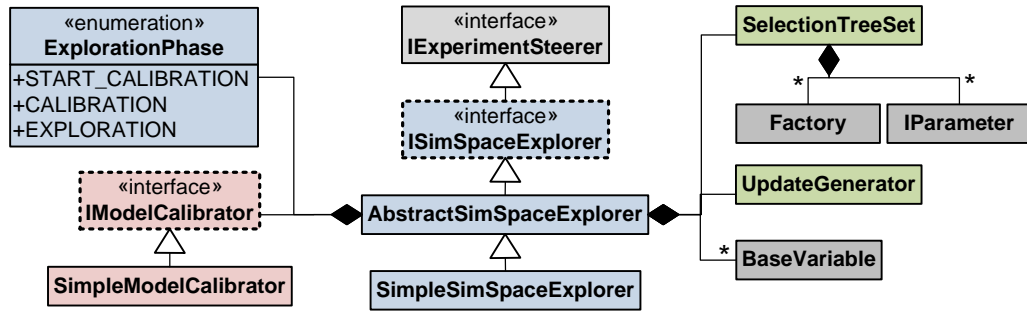 «enumeration»
ExplorationPhase
+START_CALIBRATION
+CALIBRATION
+EXPLORATION
«interface»
IExperimentSteerer
«interface»
ISimSpaceExplorer
SelectionTreeSet
* *
Factory
IParameter
«interface»
IModelCalibrator
AbstractSimSpaceExplorer
UpdateGenerator
*
BaseVariable
SimpleModelCalibrator
SimpleSimSpaceExplorer